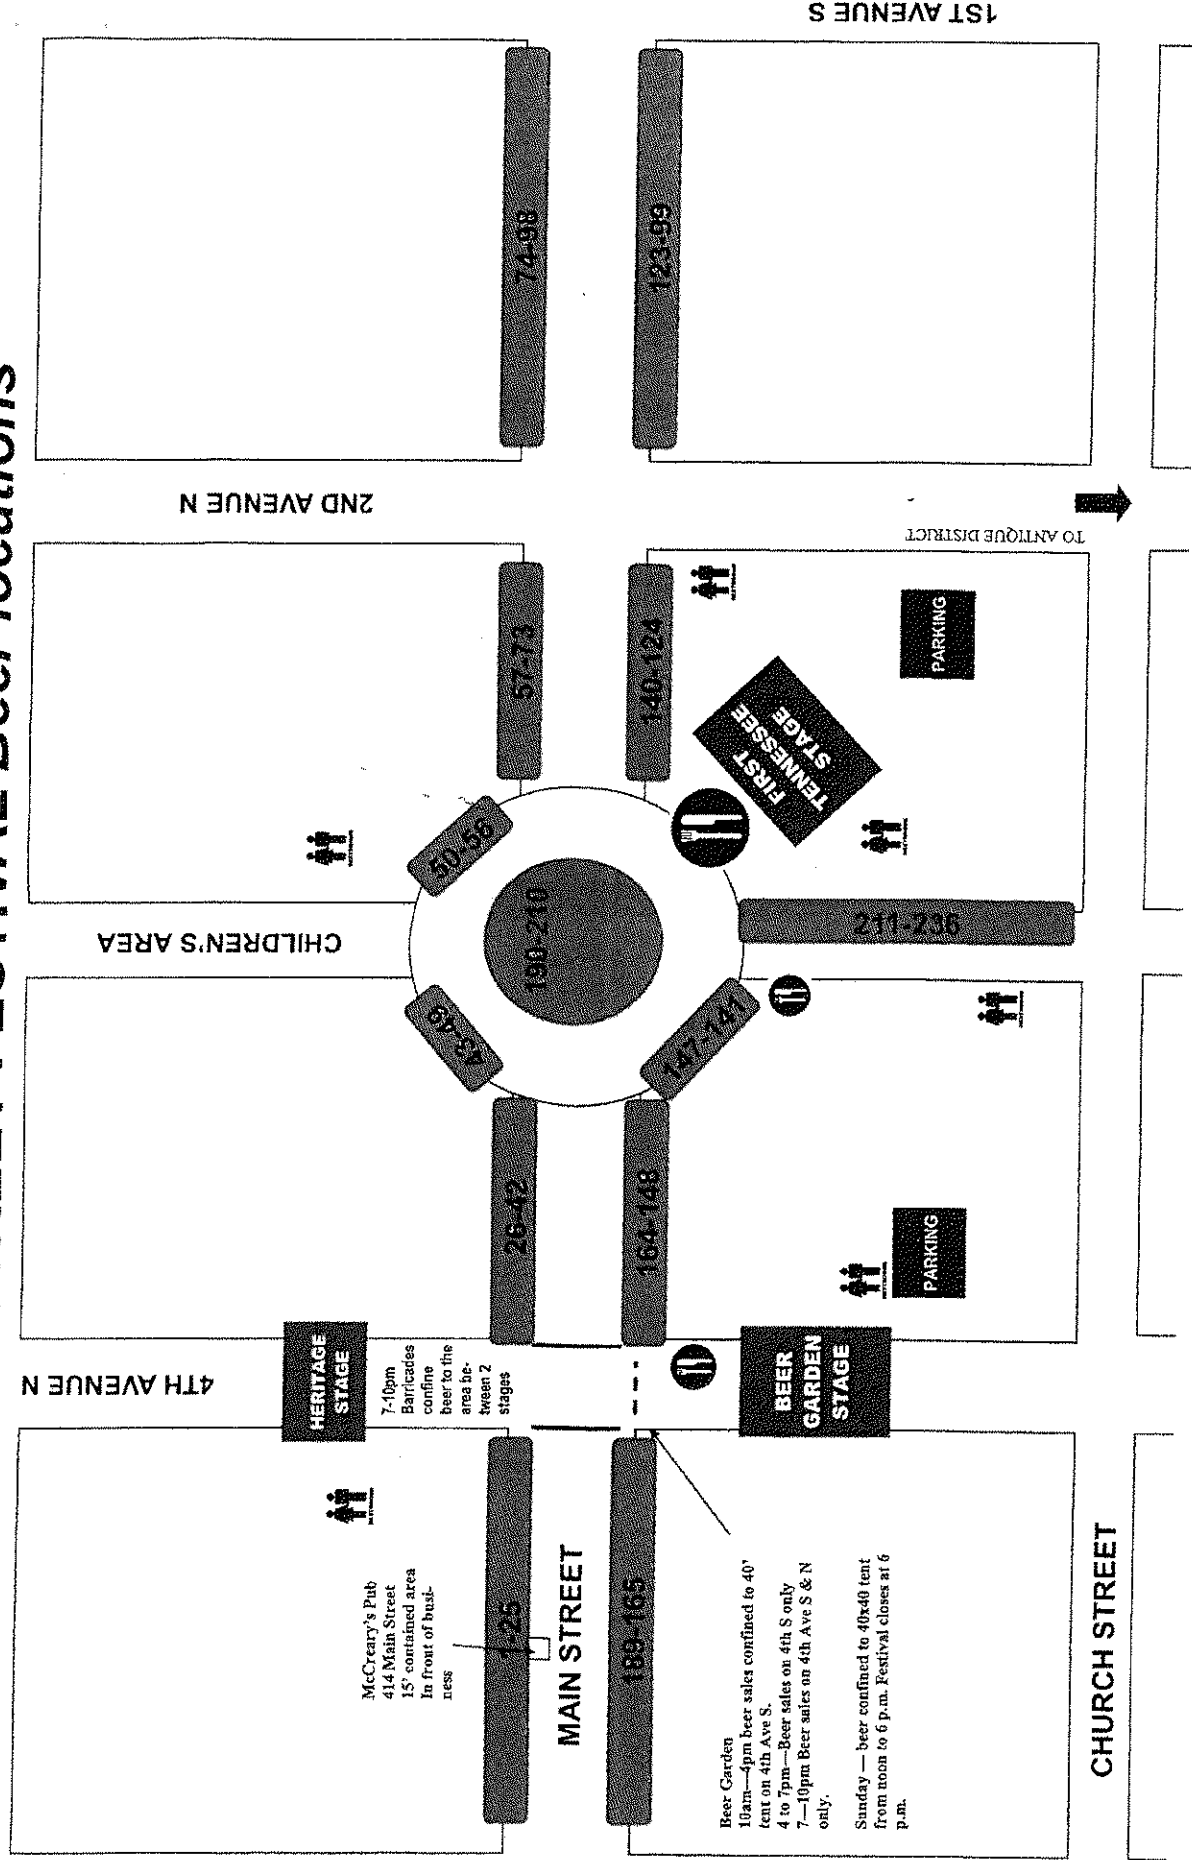 FESTIVAL Beer locations
4TH AVENUE N
CHILDREN'S AREA
2ND AVENUE N
1ST AVENUE S
HERITAGE
STAGE
7-10pm
Barricades
confine
beer to the
area be-
tween 2
stages
McCreary's Pub
414 Main Street
15' contained area
In front of busi-
ness
1-25
26-42
43-49
50-56
57-73
74-98
MAIN STREET
190-210
189-165
164-148
147-141
140-124
123-99
211-236
Beer Garden
10am—4pm beer sales confined to 40'
tent on 4th Ave S.
4 to 7pm—Beer sales on 4th S only
7—10pm Beer sales on 4th Ave S & N
only.
Sunday — beer confined to 40x40 tent
from noon to 6 p.m. Festival closes at 6
p.m.
BEER
GARDEN
STAGE
PARKING
FIRST
TENNESSEE
STAGE
PARKING
TO ANTIQUE DISTRICT
CHURCH STREET